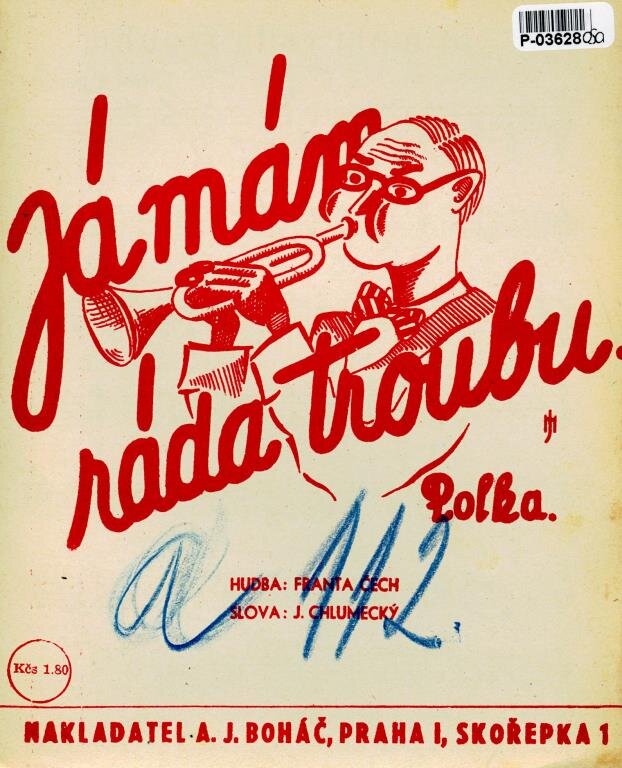 P-03628
Já mám
ráda troubu.
Polka.
a 112.
HUDBA: FRANTA ČECH
SLOVA: J. CHLUMECKÝ
Kčs 1.80
NAKLADATEL A. J. BOHÁČ, PRAHA I, SKOŘEPKA 1